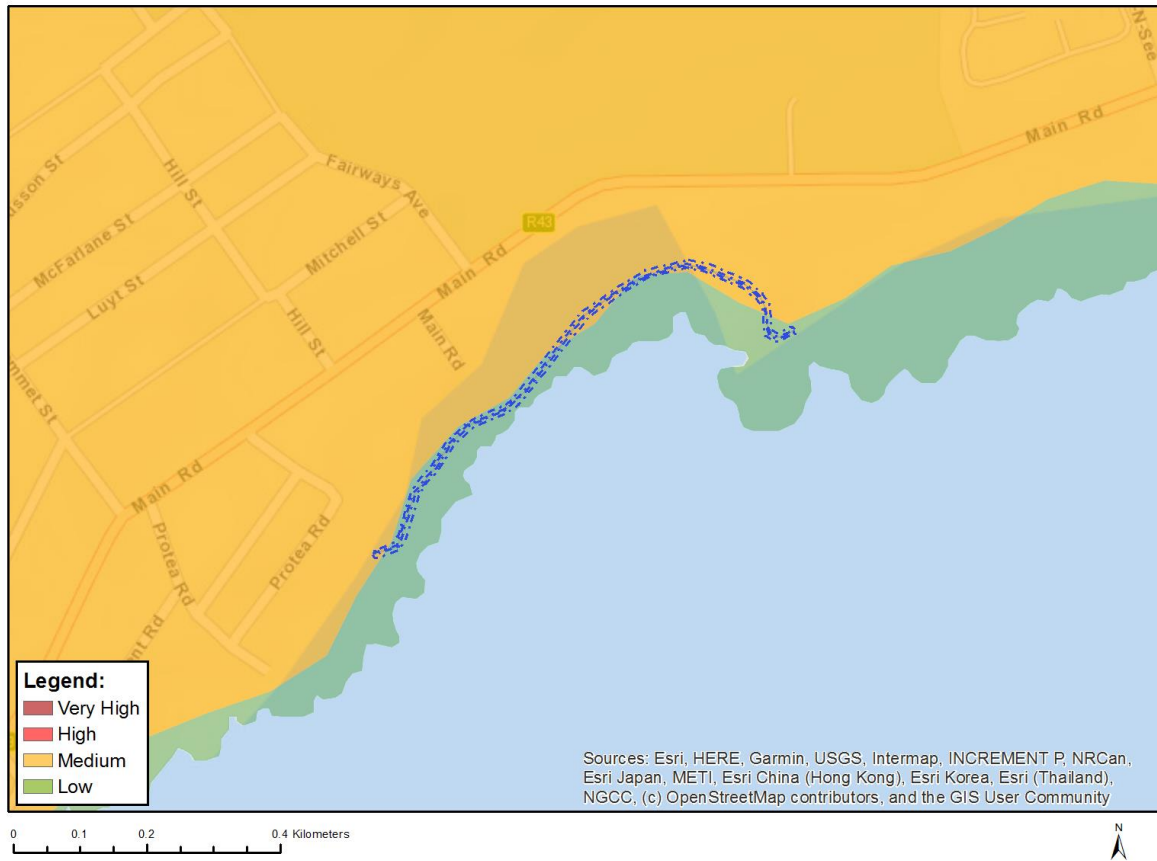 Main Rd
-N-See
Fairways Ave
Hill St
McFarlane St
Mitchell St
R43
Luyt St
Main Rd
Hill St
Main Rd
Main Rd
Protea Rd
Protea Rd
Legend:
Very High
High
Medium
Low
Sources: Esri, HERE, Garmin, USGS, Intermap, INCREMENT P, NRCan,
Esri Japan, METI, Esri China (Hong Kong), Esri Korea, Esri (Thailand),
NGCC, (c) OpenStreetMap contributors, and the GIS User Community
0 0.1 0.2 0.4 Kilometers
N